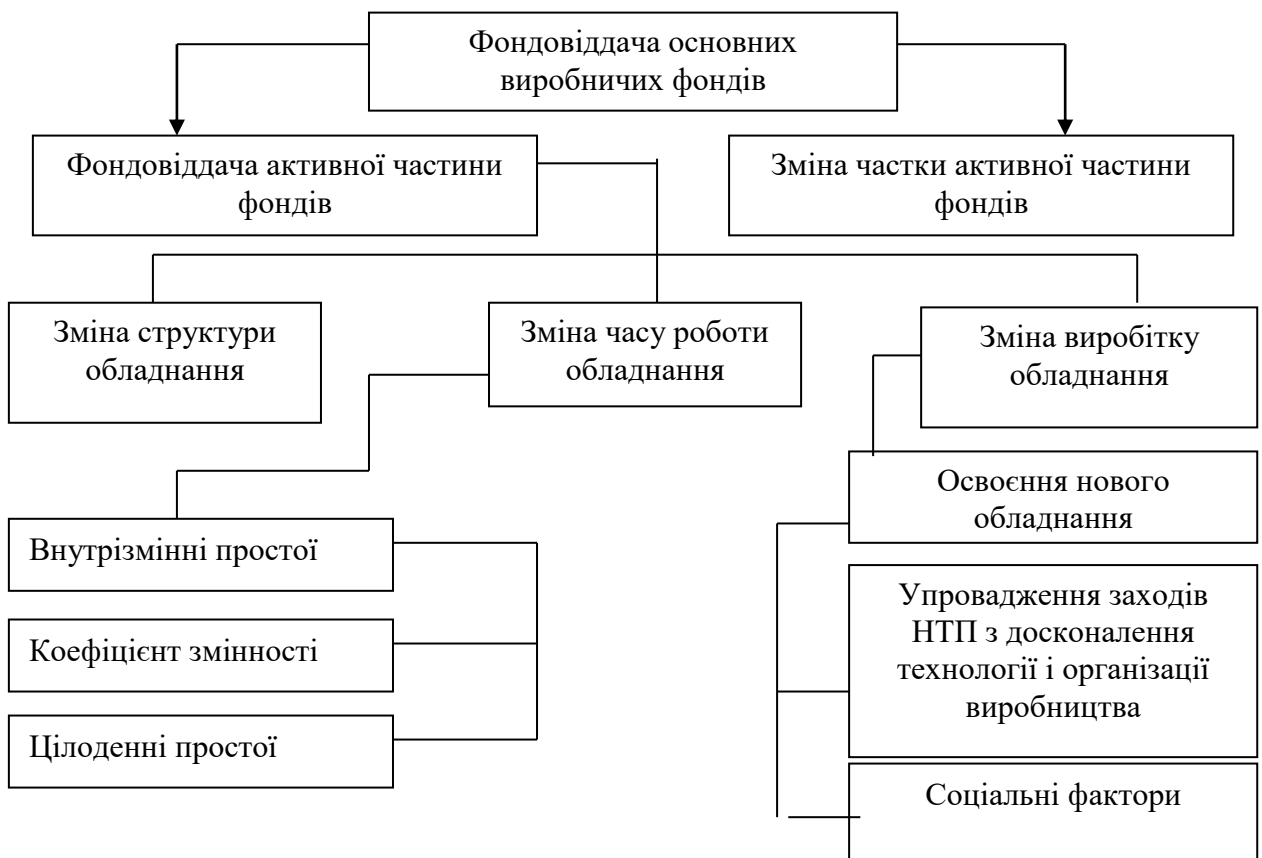 Фондовіддача основних
виробничих фондів
Фондовіддача активної частини
фондів
Зміна частки активної частини
фондів
Зміна структури
обладнання
Зміна часу роботи
обладнання
Зміна виробітку
обладнання
Внутрізмінні простої
Коефіцієнт змінності
Цілоденні простої
Освоєння нового
обладнання
Упровадження заходів
НТП з досконалення
технології і організації
виробництва
Соціальні фактори